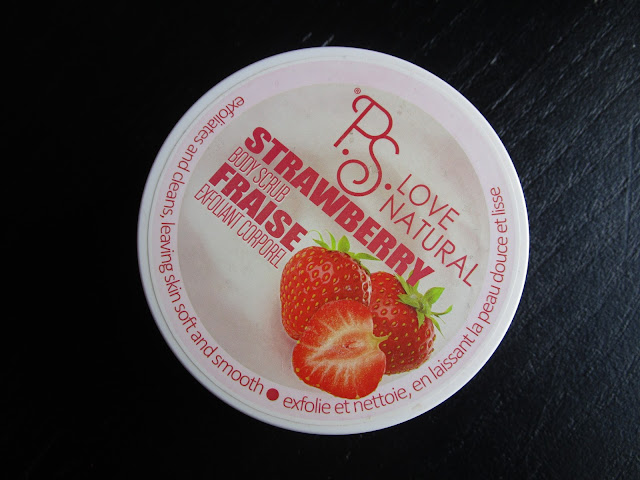 P.S.®
LOVE
NATURAL
STRAWBERRY
BODY SCRUB
FRAISE
EXFOLIANT CORPOREL
exfoliates and cleans, leaving skin soft and smooth •
exfolie et nettoie, en laissant la peau douce et lisse